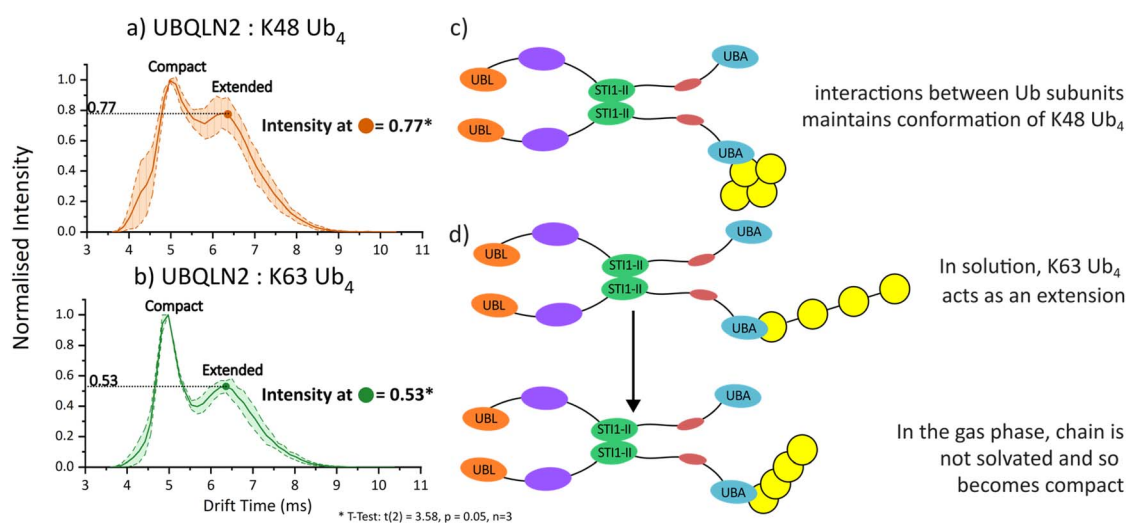 a) UBQLN2 : K48 Ub4
Compact
Extended
0.77
Intensity at = 0.77*
1.0
0.8
0.6
0.4
0.2
0.0
3 4 5 6 7 8 9 10 11
Normalised Intensity
b) UBQLN2 : K63 Ub4
Compact
Extended
0.53
Intensity at = 0.53*
1.0
0.8
0.6
0.4
0.2
0.0
3 4 5 6 7 8 9 10 11
Drift Time (ms)
* T-Test: t(2) = 3.58, p = 0.05, n=3
c)
UBL
STI1-II
UBA
UBL
STI1-II
UBA
interactions between Ub subunits
maintains conformation of K48 Ub4
d)
UBL
STI1-II
UBA
UBL
STI1-II
UBA
In solution, K63 Ub4
acts as an extension
UBL
STI1-II
UBA
UBL
STI1-II
UBA
In the gas phase, chain is
not solvated and so
becomes compact